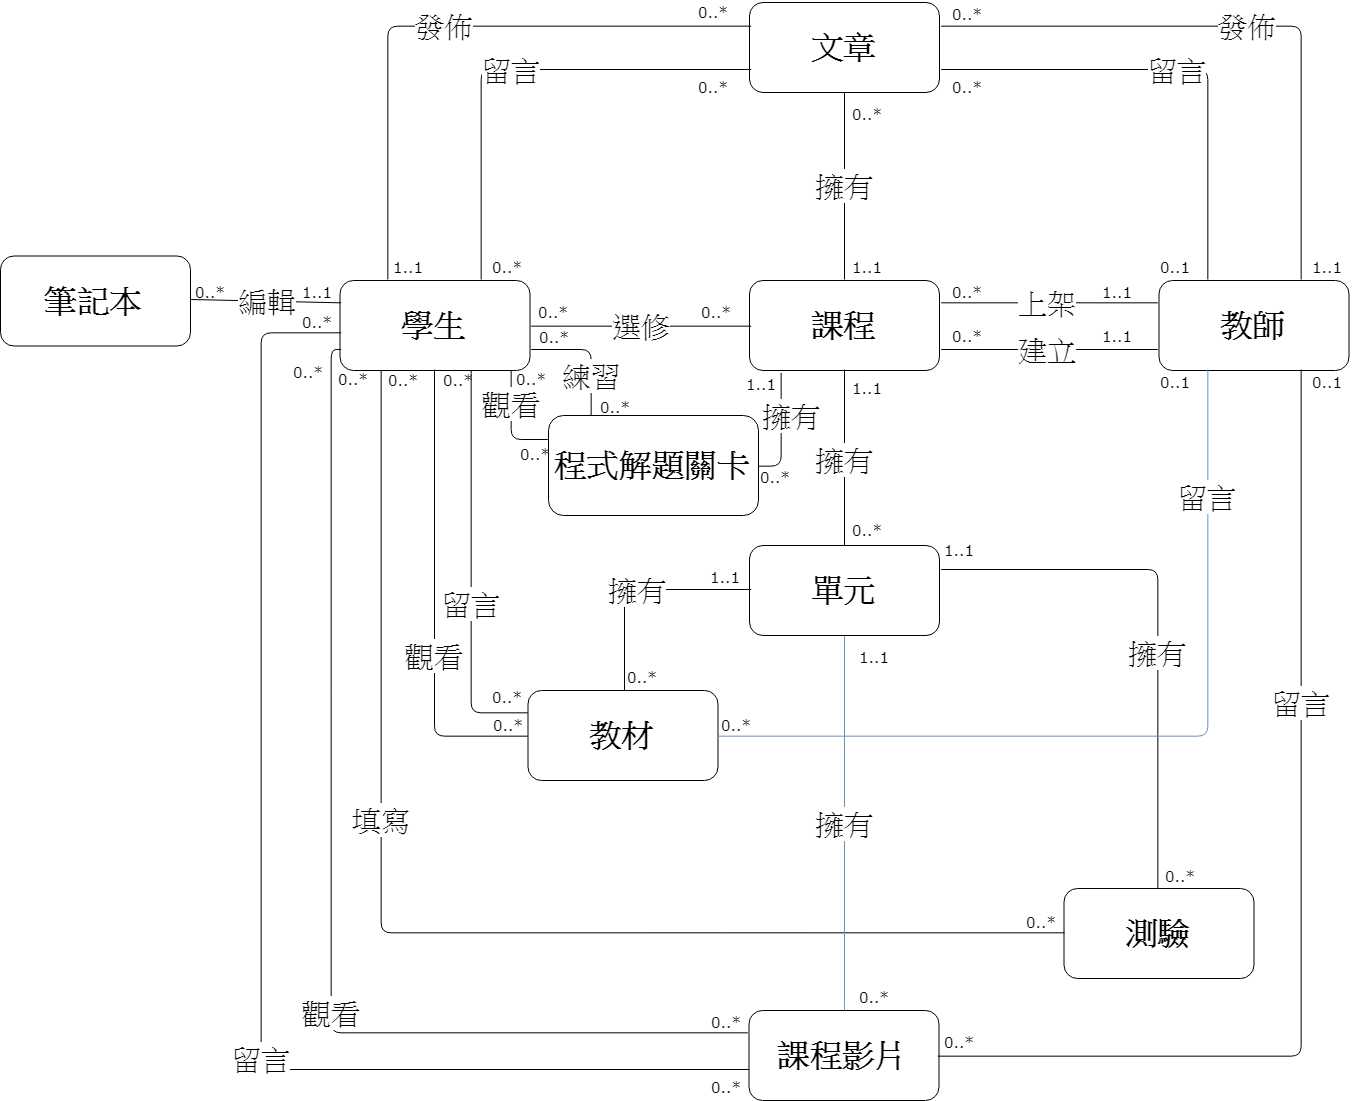 0..*
0..*
發佈
發佈
文章
留言
留言
0..*
0..*
0..*
擁有
1..1
0..*
1..1
0..1
1..1
筆記本
0..*
編輯
1..1
0..*
學生
0..*
選修
0..*
0..*
課程
0..*
上架
1..1
0..*
建立
1..1
教師
0..*
0..*
0..*
0..*
0..*
練習
觀看
0..*
0..*
程式解題關卡
1..1
擁有
0..*
1..1
擁有
0..*
0..1
0..1
留言
1..1
單元
1..1
擁有
留言
觀看
0..*
0..*
0..*
教材
0..*
1..1
擁有
留言
填寫
擁有
0..*
0..*
測驗
0..*
觀看
0..*
留言
0..*
課程影片
0..*